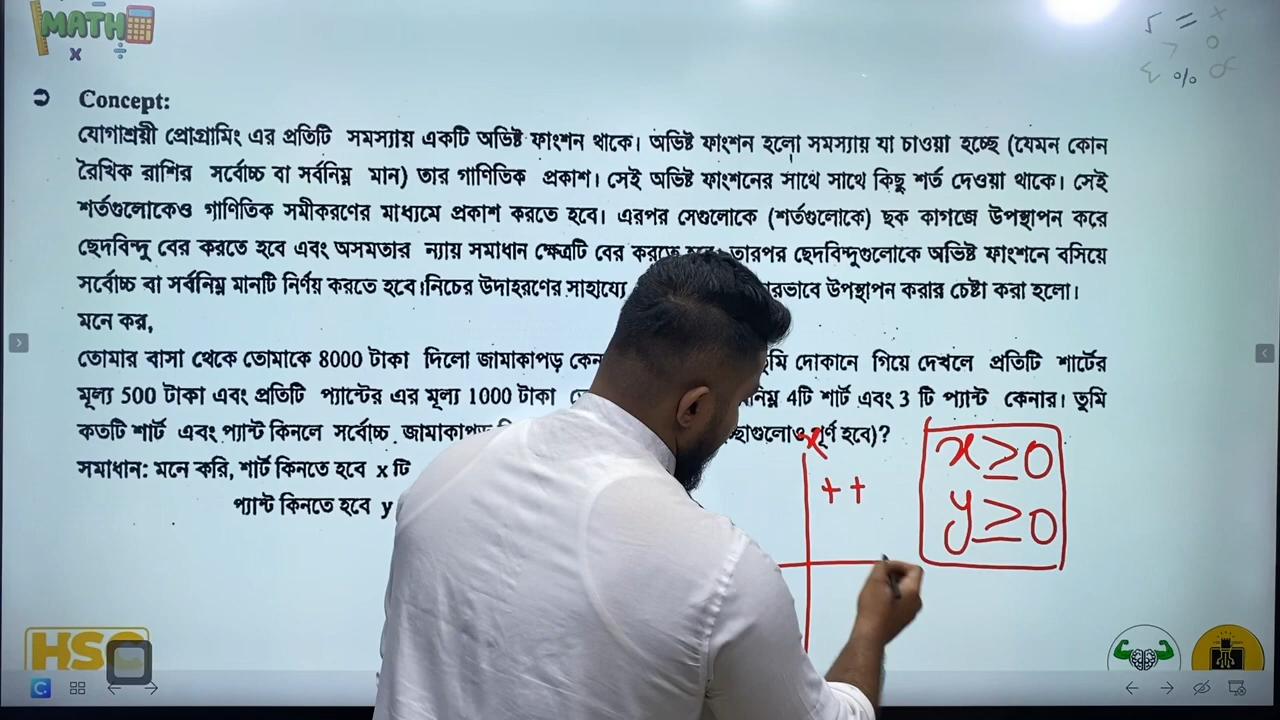 MATH
Concept:
যোগাশ্রয়ী প্রোগ্রামিং এর প্রতিটি সমস্যায় একটি অভিষ্ট ফাংশন থাকে। অভিষ্ট ফাংশন হলো সমস্যায় যা চাওয়া হচ্ছে (যেমন কোন
রৈখিক রাশির সর্বোচ্চ বা সর্বনিম্ন মান) তার গাণিতিক প্রকাশ। সেই অভিষ্ট ফাংশনের সাথে সাথে কিছু শর্ত দেওয়া থাকে। সেই
শর্তগুলোকেও গাণিতিক সমীকরণের মাধ্যমে প্রকাশ করতে হবে। এরপর সেগুলোকে (শর্তগুলোকে) ছক কাগজে উপস্থাপন করে
ছেদবিন্দু বের করতে হবে এবং অসমতার ন্যায় সমাধান ক্ষেত্রটি বের করতে তারপর ছেদবিন্দুগুলোকে অভিষ্ট ফাংশনে বসিয়ে
সর্বোচ্চ বা সর্বনিম্ন মানটি নির্ণয় করতে হবে।নিচের উদাহরণের সাহায্যে উপস্থাপন করার চেষ্টা করা হলো।
মনে কর,
তোমার বাসা থেকে তোমাকে 8000 টাকা দিলো জামাকাপড় গিয়ে দেখলে প্রতিটি শার্টের
মূল্য 500 টাকা এবং প্রতিটি প্যান্টের এর মূল্য 1000 টাকা 4টি শার্ট এবং 3 টি প্যান্ট কেনার। তুমি
কতটি শার্ট এবং প্যান্ট কিনলে সর্বোচ্চ জামাকাপড় পূর্ণ হবে)?
সমাধান: মনে করি, শার্ট কিনতে হবে x টি
প্যান্ট কিনতে হবে y
+ +
x ≥ 0
y ≥ 0
HSC